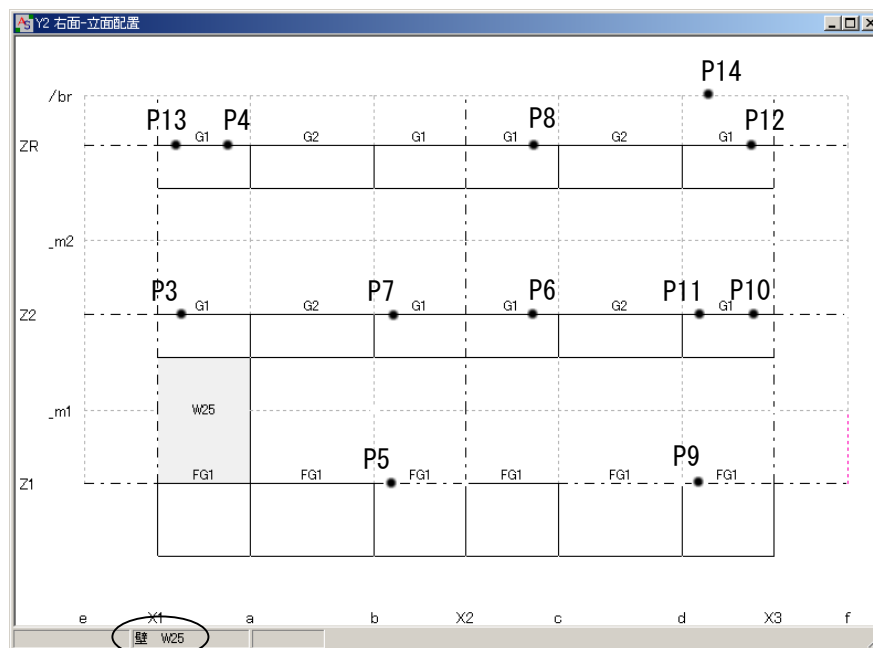 Y2 右面-立面配置
P14
/br
P13 P4 P8 P12
G1 G2 G1 G1 G2 G1
ZR
_m2
P3 P7 P6 P11 P10
G1 G2 G1 G1 G2 G1
Z2
_m1 W25
P5 P9
FG1 FG1 FG1 FG1 FG1 FG1
Z1
e X1 a b X2 c d X3 f
壁 W25